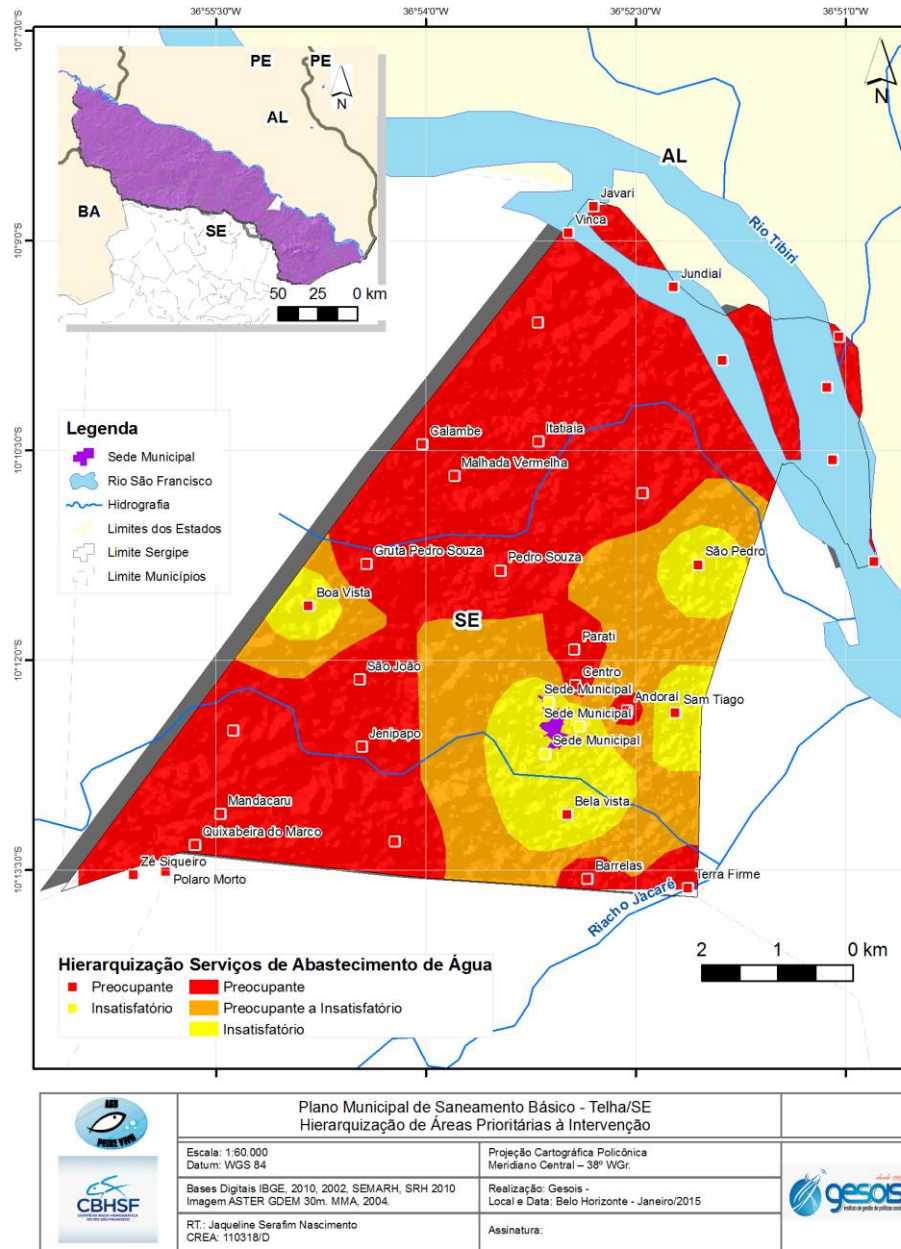 36°55'30"W
36°54'0"W
36°52'30"W
36°51'0"W
10°7'30"S
10°9'0"S
10°10'30"S
10°12'0"S
10°13'30"S
PE
PE
AL
BA
SE
N
50 25 0 km
N
AL
Rio Tibiri
Javari
Vinca
Jundiaí
Calambe
Itatiaia
Malhada Vermelha
Gruta Pedro Souza
Pedro Souza
São Pedro
Boa Vista
SE
Parati
São João
Centro
Sede Municipal
Andoraí
Sam Tiago
Sede Municipal
Jenipapo
Sede Municipal
Mandacaru
Bela vista
Quixabeira do Marco
Zé Siqueiro
Polaro Morto
Barrelas
Terra Firme
Riacho Jacaré
Legenda
Sede Municipal
Rio São Francisco
Hidrografia
Limites dos Estados
Limite Sergipe
Limite Municípios
2 1 0 km
Hierarquização Serviços de Abastecimento de Água
Preocupante
Preocupante
Insatisfatório
Preocupante a Insatisfatório
Insatisfatório
AGB
PEIXE VIVO
CBHSF
Plano Municipal de Saneamento Básico - Telha/SE
Hierarquização de Áreas Prioritárias à Intervenção
Escala: 1:60.000
Datum: WGS 84
Projeção Cartográfica Policônica
Meridiano Central – 38º WGr.
Bases Digitais IBGE, 2010, 2002, SEMARH, SRH 2010
Imagem ASTER GDEM 30m. MMA, 2004.
Realização: Gesois -
Local e Data: Belo Horizonte - Janeiro/2015
RT.: Jaqueline Serafim Nascimento
CREA: 110318/D
Assinatura:
gesois